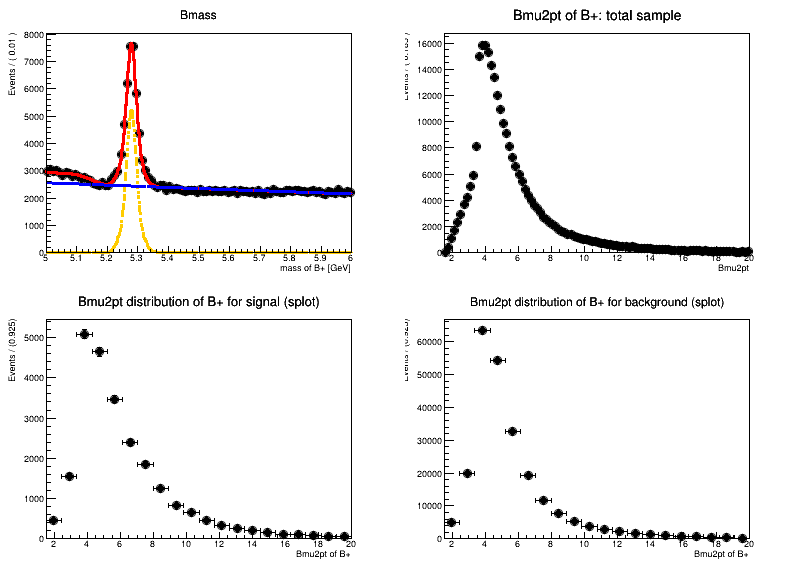 Bmass
Events / ( 0.01 )
8000
7000
6000
5000
4000
3000
2000
1000
0
5 5.1 5.2 5.3 5.4 5.5 5.6 5.7 5.8 5.9 6
mass of B+ [GeV]
Bmu2pt of B+: total sample
Events /
16000
14000
12000
10000
8000
6000
4000
2000
0
2 4 6 8 10 12 14 16 18 20
Bmu2pt
Bmu2pt distribution of B+ for signal (splot)
Events / (0.925)
5000
4000
3000
2000
1000
0
2 4 6 8 10 12 14 16 18 20
Bmu2pt of B+
Bmu2pt distribution of B+ for background (splot)
Events /
60000
50000
40000
30000
20000
10000
0
2 4 6 8 10 12 14 16 18 20
Bmu2pt of B+